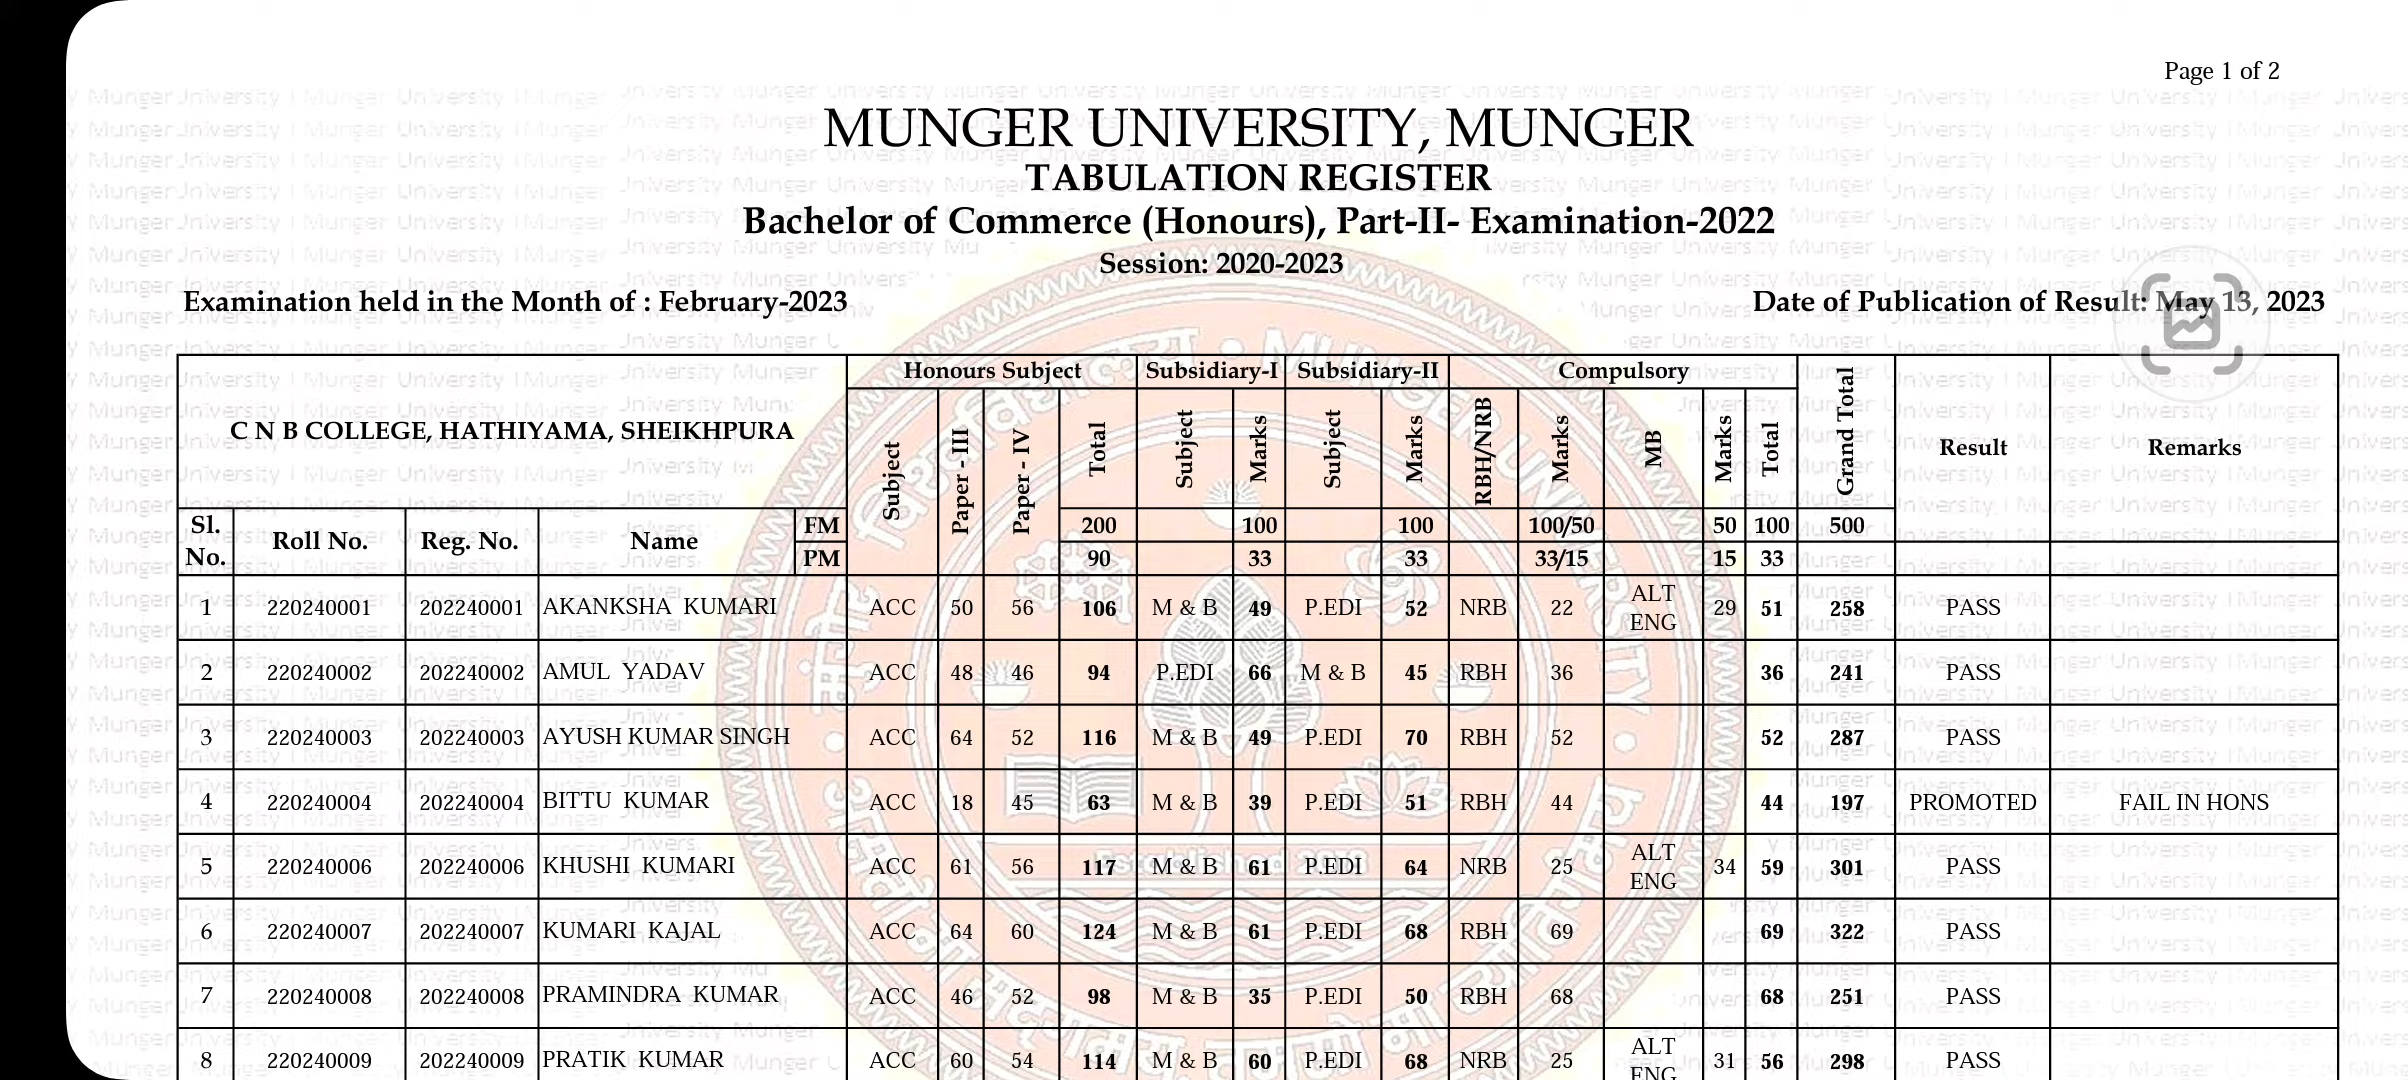 Page 1 of 2
MUNGER UNIVERSITY, MUNGER
TABULATION REGISTER
Bachelor of Commerce (Honours), Part-II- Examination-2022
Session: 2020-2023
Examination held in the Month of : February-2023 Date of Publication of Result: May 13, 2023
C N B COLLEGE, HATHIYAMA, SHEIKHPURA Honours Subject Subsidiary-I Subsidiary-II Compulsory Grand Total Result Remarks
Subject Paper - III Paper - IV Total Subject Marks Subject Marks RBH/NRB Marks MB Marks Total
Sl. No. Roll No. Reg. No. Name
FM 200 100 100 100/50 50 100 500
PM 90 33 33 33/15 15 33
1 220240001 202240001 AKANKSHA KUMARI ACC 50 56 106 M & B 49 P.EDI 52 NRB 22 ALT ENG 29 51 258 PASS
2 220240002 202240002 AMUL YADAV ACC 48 46 94 P.EDI 66 M & B 45 RBH 36 36 241 PASS
3 220240003 202240003 AYUSH KUMAR SINGH ACC 64 52 116 M & B 49 P.EDI 70 RBH 52 52 287 PASS
4 220240004 202240004 BITTU KUMAR ACC 18 45 63 M & B 39 P.EDI 51 RBH 44 44 197 PROMOTED FAIL IN HONS
5 220240006 202240006 KHUSHI KUMARI ACC 61 56 117 M & B 61 P.EDI 64 NRB 25 ALT ENG 34 59 301 PASS
6 220240007 202240007 KUMARI KAJAL ACC 64 60 124 M & B 61 P.EDI 68 RBH 69 69 322 PASS
7 220240008 202240008 PRAMINDRA KUMAR ACC 46 52 98 M & B 35 P.EDI 50 RBH 68 68 251 PASS
8 220240009 202240009 PRATIK KUMAR ACC 60 54 114 M & B 60 P.EDI 68 NRB 25 ALT ENG 31 56 298 PASS